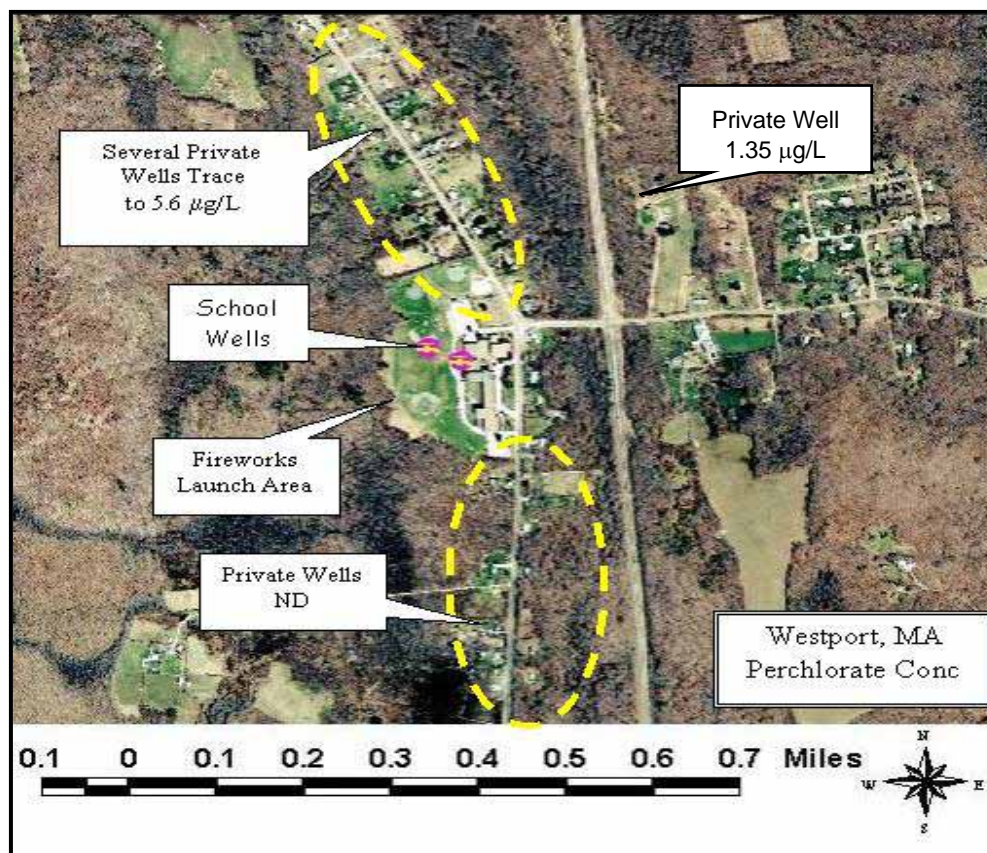 Several Private
Wells Trace
to 5.6 µg/L
Private Well
1.35 µg/L
School
Wells
Fireworks
Launch Area
Private Wells
ND
Westport, MA
Perchlorate Conc
0.1 0 0.1 0.2 0.3 0.4 0.5 0.6 0.7 Miles
N
W E
S